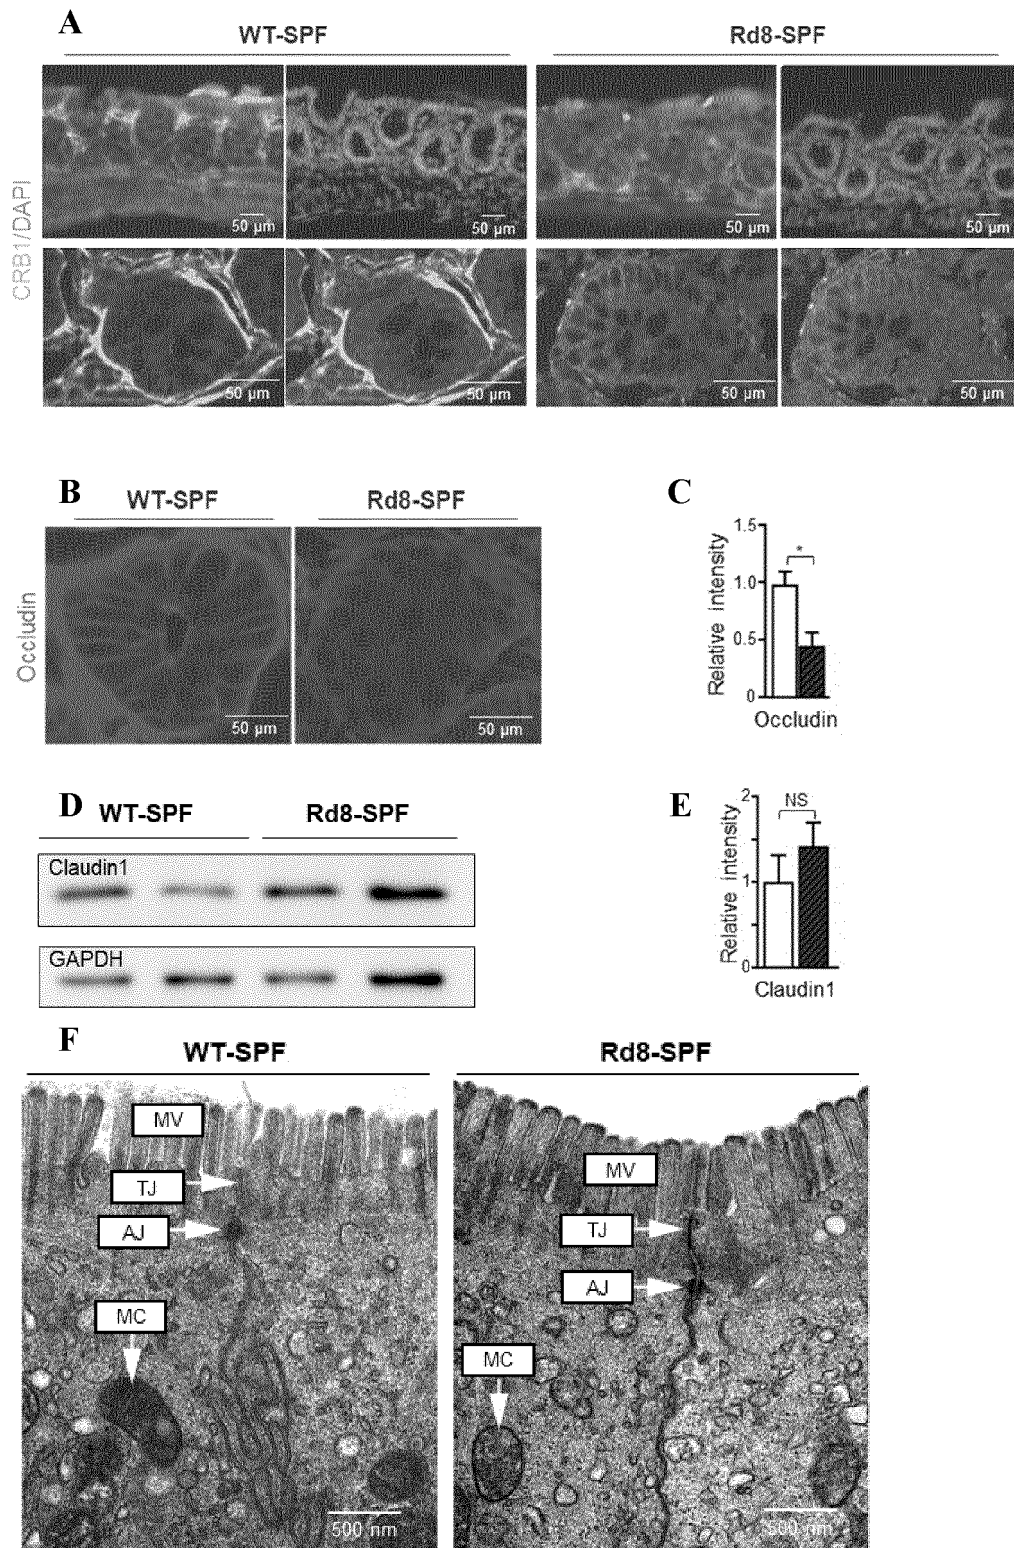 A
WT-SPF
Rd8-SPF
CRB1/DAPI
50 µm
50 µm
50 µm
50 µm
50 µm
50 µm
50 µm
50 µm
B
WT-SPF
Rd8-SPF
Occludin
50 µm
50 µm
C
Relative intensity
1.5
1.0
0.5
0
*
Occludin
D
WT-SPF
Rd8-SPF
Claudin1
GAPDH
E
Relative intensity
2
1
0
NS
Claudin1
F
WT-SPF
Rd8-SPF
MV
TJ
AJ
MC
500 nm
MV
TJ
AJ
MC
500 nm